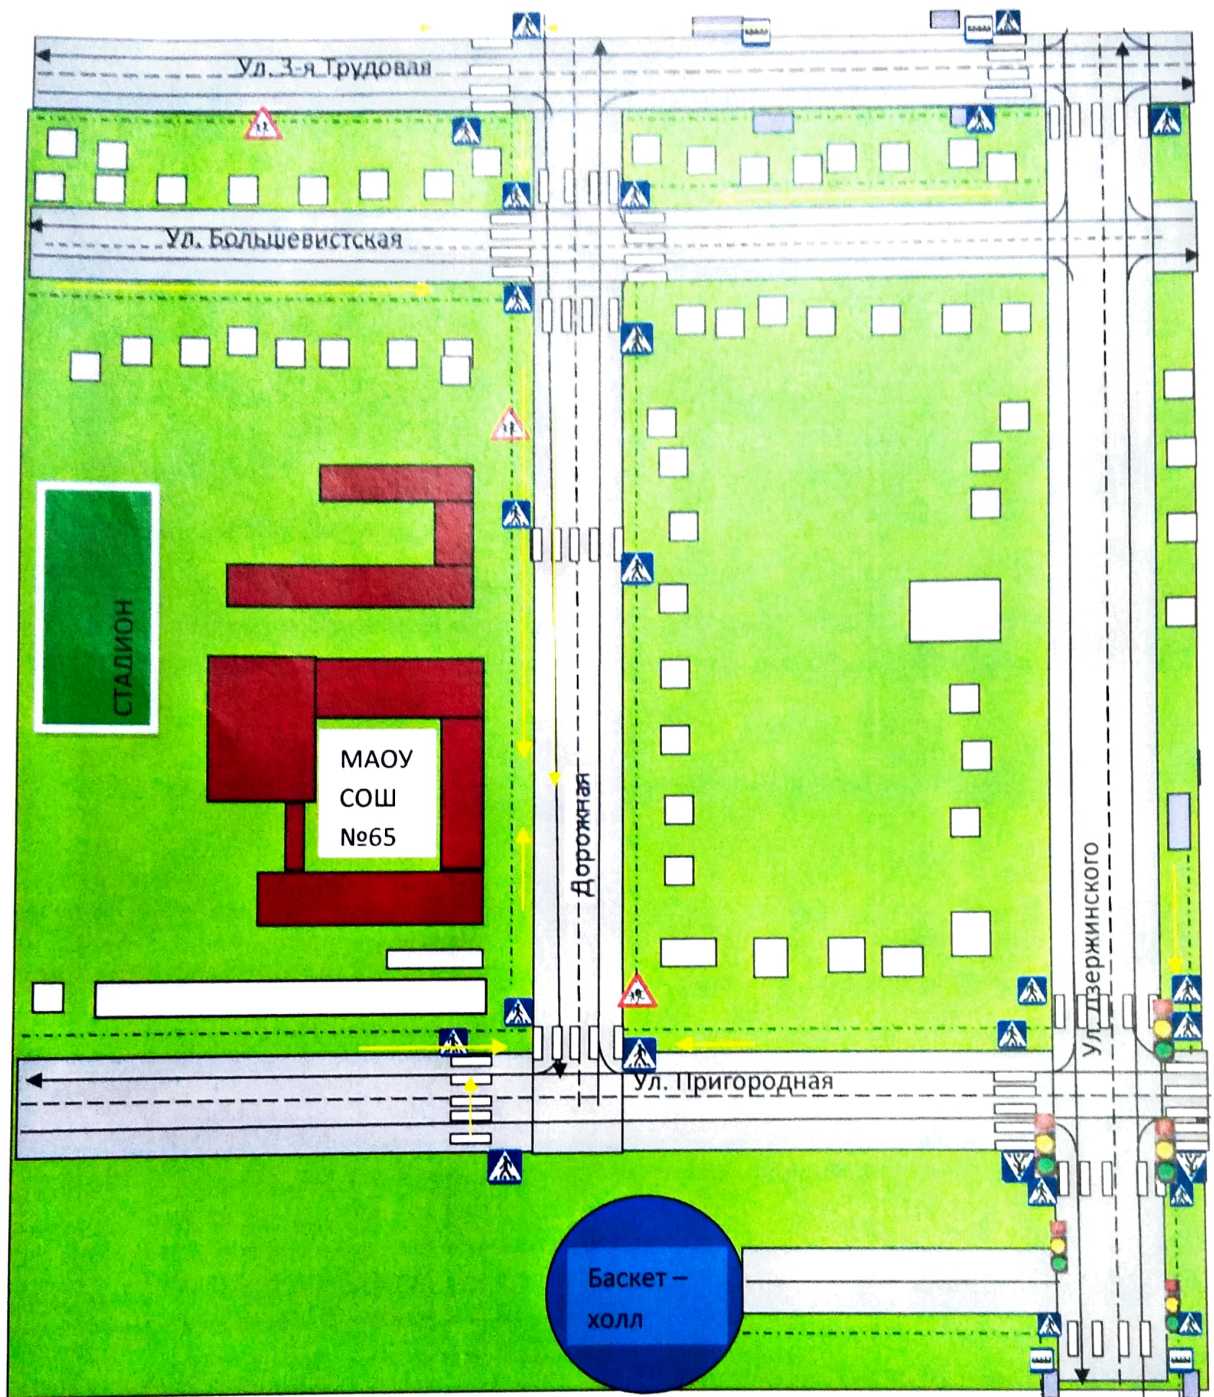 Ул. 3-я Трудовая
Ул. Большевистская
СТАДИОН
МАОУ
СОШ
№65
Дорожная
Ул. Дзержинского
Ул. Пригородная
Баскет –
холл